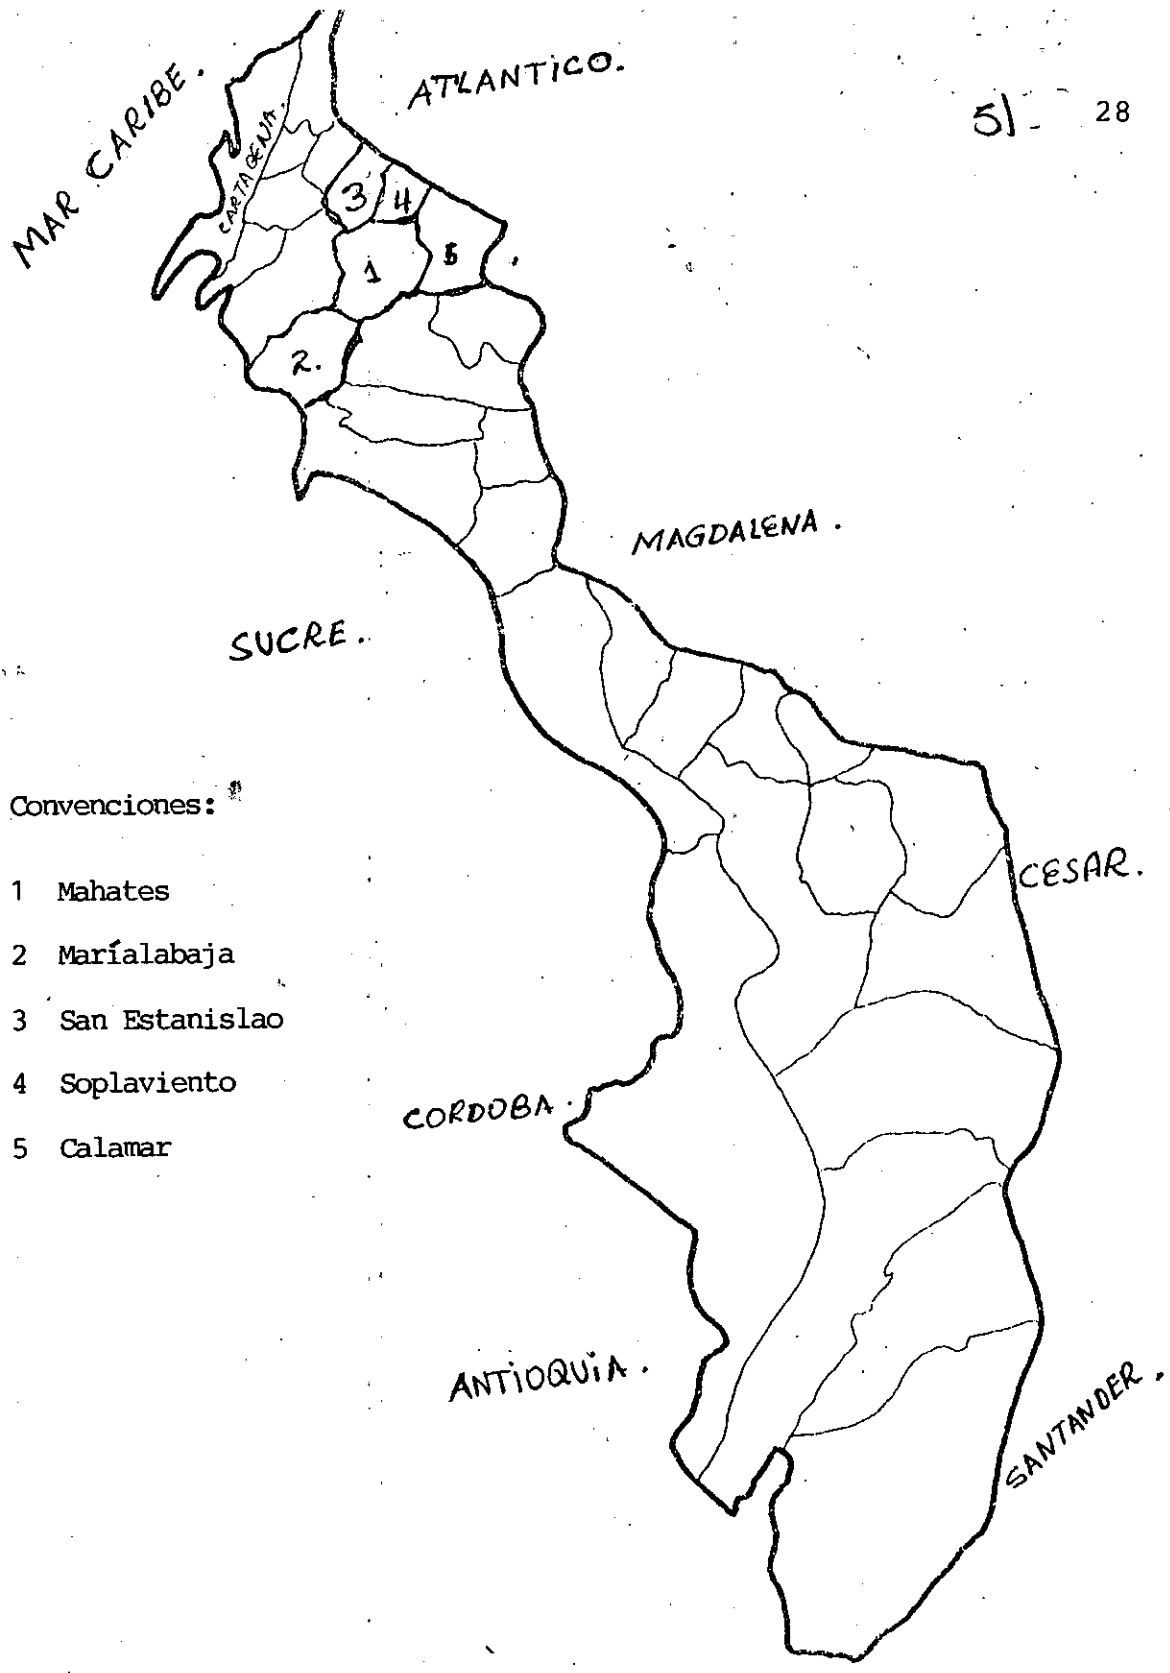 ATLANTICO.
MAR CARIBE.
51- 28
CARTAGENA.
3
4
5
1
2.
MAGDALENA.
SUCRE.
Convenciones:
1 Mahates
2 Maríalabaja
3 San Estanislao
4 Soplaviento
5 Calamar
CESAR.
CORDOBA.
ANTIOQUIA.
SANTANDER.